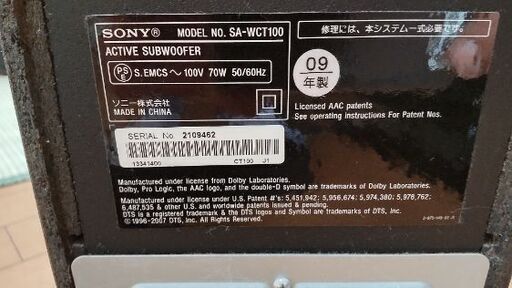 SONY® MODEL NO. SA-WCT100
ACTIVE SUBWOOFER
PS E S.EMCS～ 100V 70W 50/60Hz
ソニー株式会社
MADE IN CHINA
修理には、本システム一式必要です。
09
年製
Licensed AAC patents
See operating instructions For Patent Nos.
SERIAL No 2109462
13341400 CT100 J1
Manufactured under license from Dolby Laboratories.
Dolby, Pro Logic, the AAC logo, and the double-D symbol are trademarks of Dolby Laboratories.
Manufactured under license under U.S. Patent #'s: 5,451,942; 5,956,674; 5,974,380; 5,978,762;
6,487,535 & other U.S. and worldwide patents issued & pending.
DTS is a registered trademark and the DTS logos and Symbol are trademarks of DTS, Inc.
©1996-2007 DTS, Inc. All Rights Reserved.